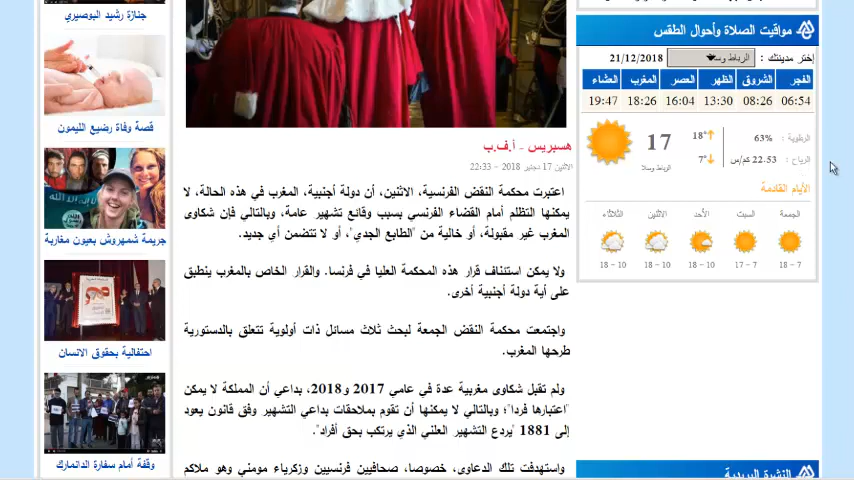 جنازة رشيد البوصيري
قصة وفاة رضيع الليمون
جريمة شمهروش بعيون مغاربة
احتفالية بحقوق الانسان
وقفة أمام سفارة الدانمارك
هسبريس - أ.ف.ب
الاثنين 17 دجنبر 2018 - 22:33
اعتبرت محكمة النقض الفرنسية، الاثنين، أن دولة أجنبية، المغرب في هذه الحالة، لا
يمكنها التظلم أمام القضاء الفرنسي بسبب وقائع تشهير عامة، وبالتالي فإن شكاوى
المغرب غير مقبولة، أو خالية من "الطابع الجدي"، أو لا تتضمن أي جديد.
ولا يمكن استئناف قرار هذه المحكمة العليا في فرنسا. والقرار الخاص بالمغرب ينطبق
على أية دولة أجنبية أخرى.
واجتمعت محكمة النقض الجمعة لبحث ثلاث مسائل ذات أولوية تتعلق بالدستورية
طرحها المغرب.
ولم تقبل شكاوى مغربية عدة في عامي 2017 و2018، بداعي أن المملكة لا يمكن
"اعتبارها فردا"؛ وبالتالي لا يمكنها أن تقوم بملاحقات بداعي التشهير وفق قانون يعود
إلى 1881 "يردع التشهير العلني الذي يرتكب بحق أفراد".
واستهدفت تلك الدعاوى، خصوصا، صحافيين فرنسيين وزكرياء مومني وهو ملاكم
مواقيت الصلاة وأحوال الطقس
إختر مدينتك : الرباط وسلا 21/12/2018
الفجر الشروق الظهر العصر المغرب العشاء
06:54 08:26 13:30 16:04 18:26 19:47
17
الرباط وسلا
18°
7°
الرطوبة : 63%
الرياح : 22.53 كم/س
الأيام القادمة
الجمعة السبت الأحد الاثنين الثلاثاء
18 - 7 17 - 7 18 - 10 18 - 10 18 - 10
النشرة البريدية